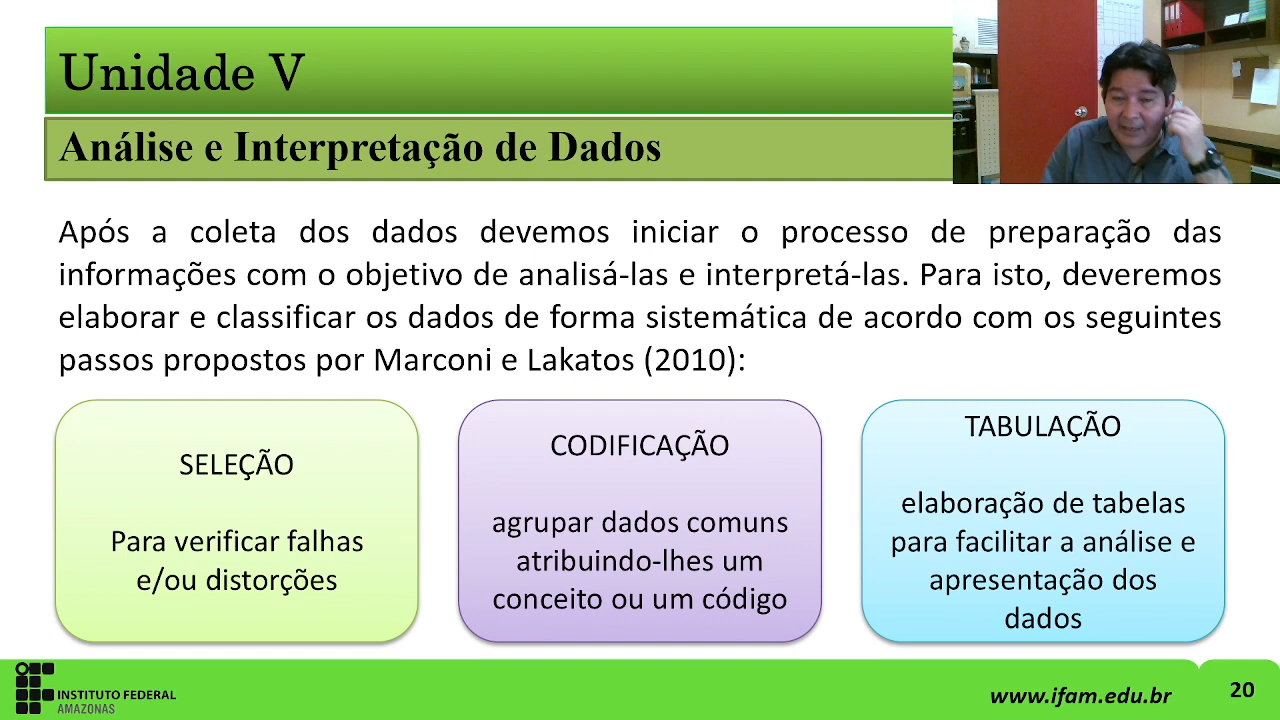 Unidade V
Análise e Interpretação de Dados
Após a coleta dos dados devemos iniciar o processo de preparação das
informações com o objetivo de analisá-las e interpretá-las. Para isto, deveremos
elaborar e classificar os dados de forma sistemática de acordo com os seguintes
passos propostos por Marconi e Lakatos (2010):
SELEÇÃO
Para verificar falhas
e/ou distorções
CODIFICAÇÃO
agrupar dados comuns
atribuindo-lhes um
conceito ou um código
TABULAÇÃO
elaboração de tabelas
para facilitar a análise e
apresentação dos
dados
INSTITUTO FEDERAL
AMAZONAS
www.ifam.edu.br
20